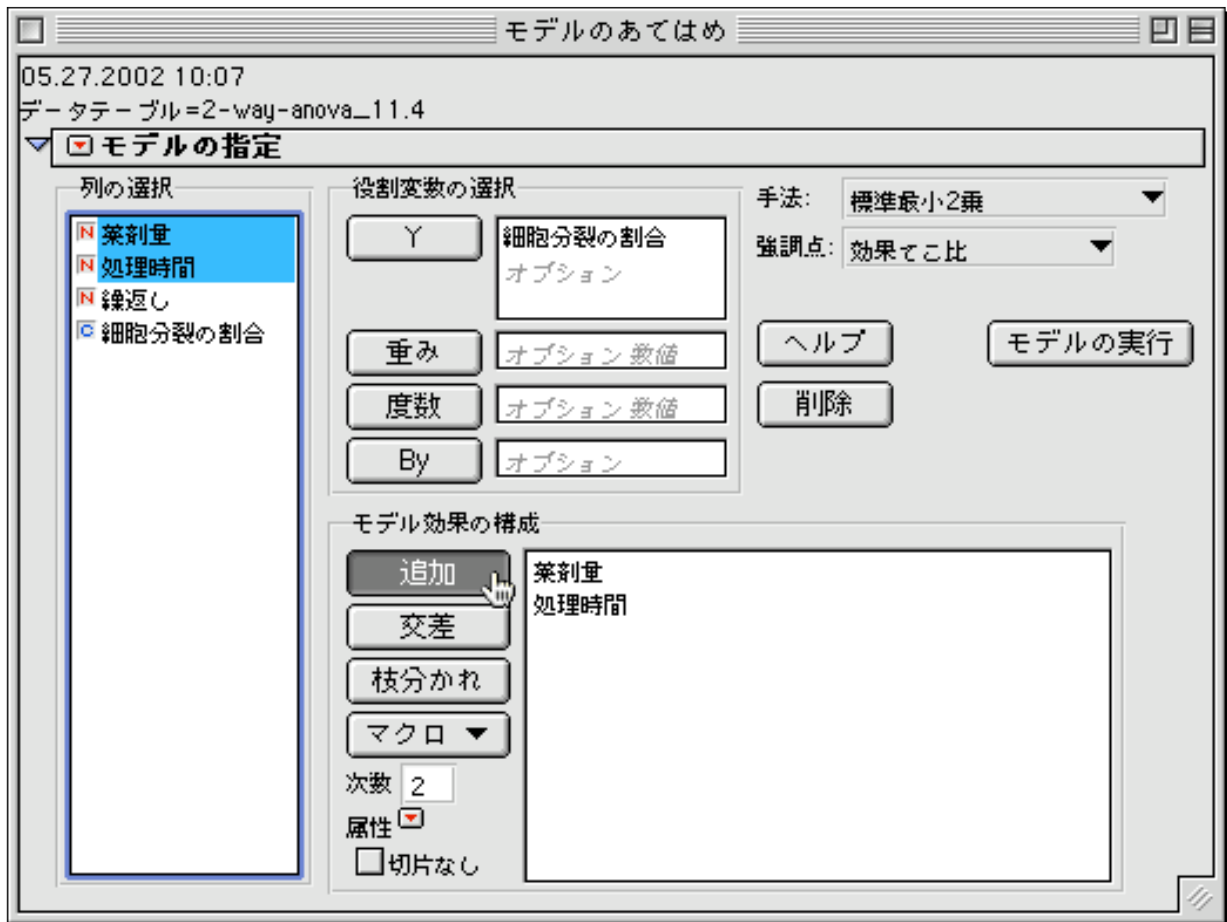 モデルのあてはめ
05.27.2002 10:07
データテーブル=2-way-anova_11.4
モデルの指定
列の選択
N 薬剤量
N 処理時間
N 繰返し
C 細胞分裂の割合
役割変数の選択
Y
細胞分裂の割合
オプション
重み
オプション 数値
度数
オプション 数値
By
オプション
手法: 標準最小2乗
強調点: 効果てこ比
ヘルプ
モデルの実行
削除
モデル効果の構成
追加
交差
枝分かれ
マクロ
次数 2
属性
切片なし
薬剤量
処理時間